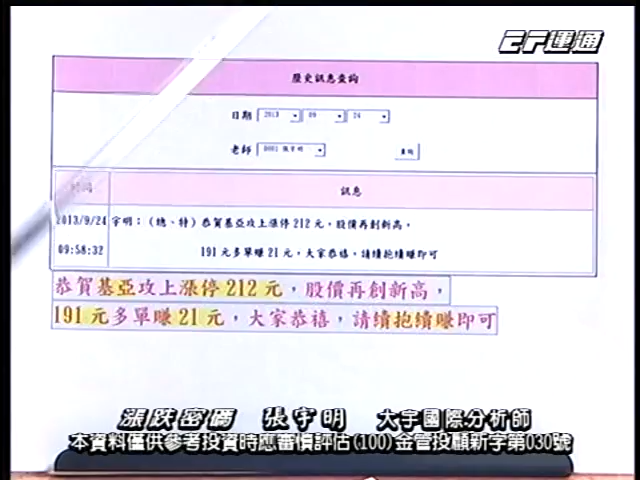 ET運通
歷史訊息查詢
日期 2013 09 24
老師 0001 張宇明 查詢
時間 訊息
2013/9/24 宇明：（總、特）恭賀基亞攻上漲停212元，股價再創新高，
09:58:32 191元多單賺21元，大家恭禧，請續抱續賺即可
恭賀基亞攻上漲停212元，股價再創新高，
191元多單賺21元，大家恭禧，請續抱續賺即可
漲跌密碼 張宇明 大宇國際分析師
本資料僅供參考投資時應審慎評估(100)金管投顧新字第030號